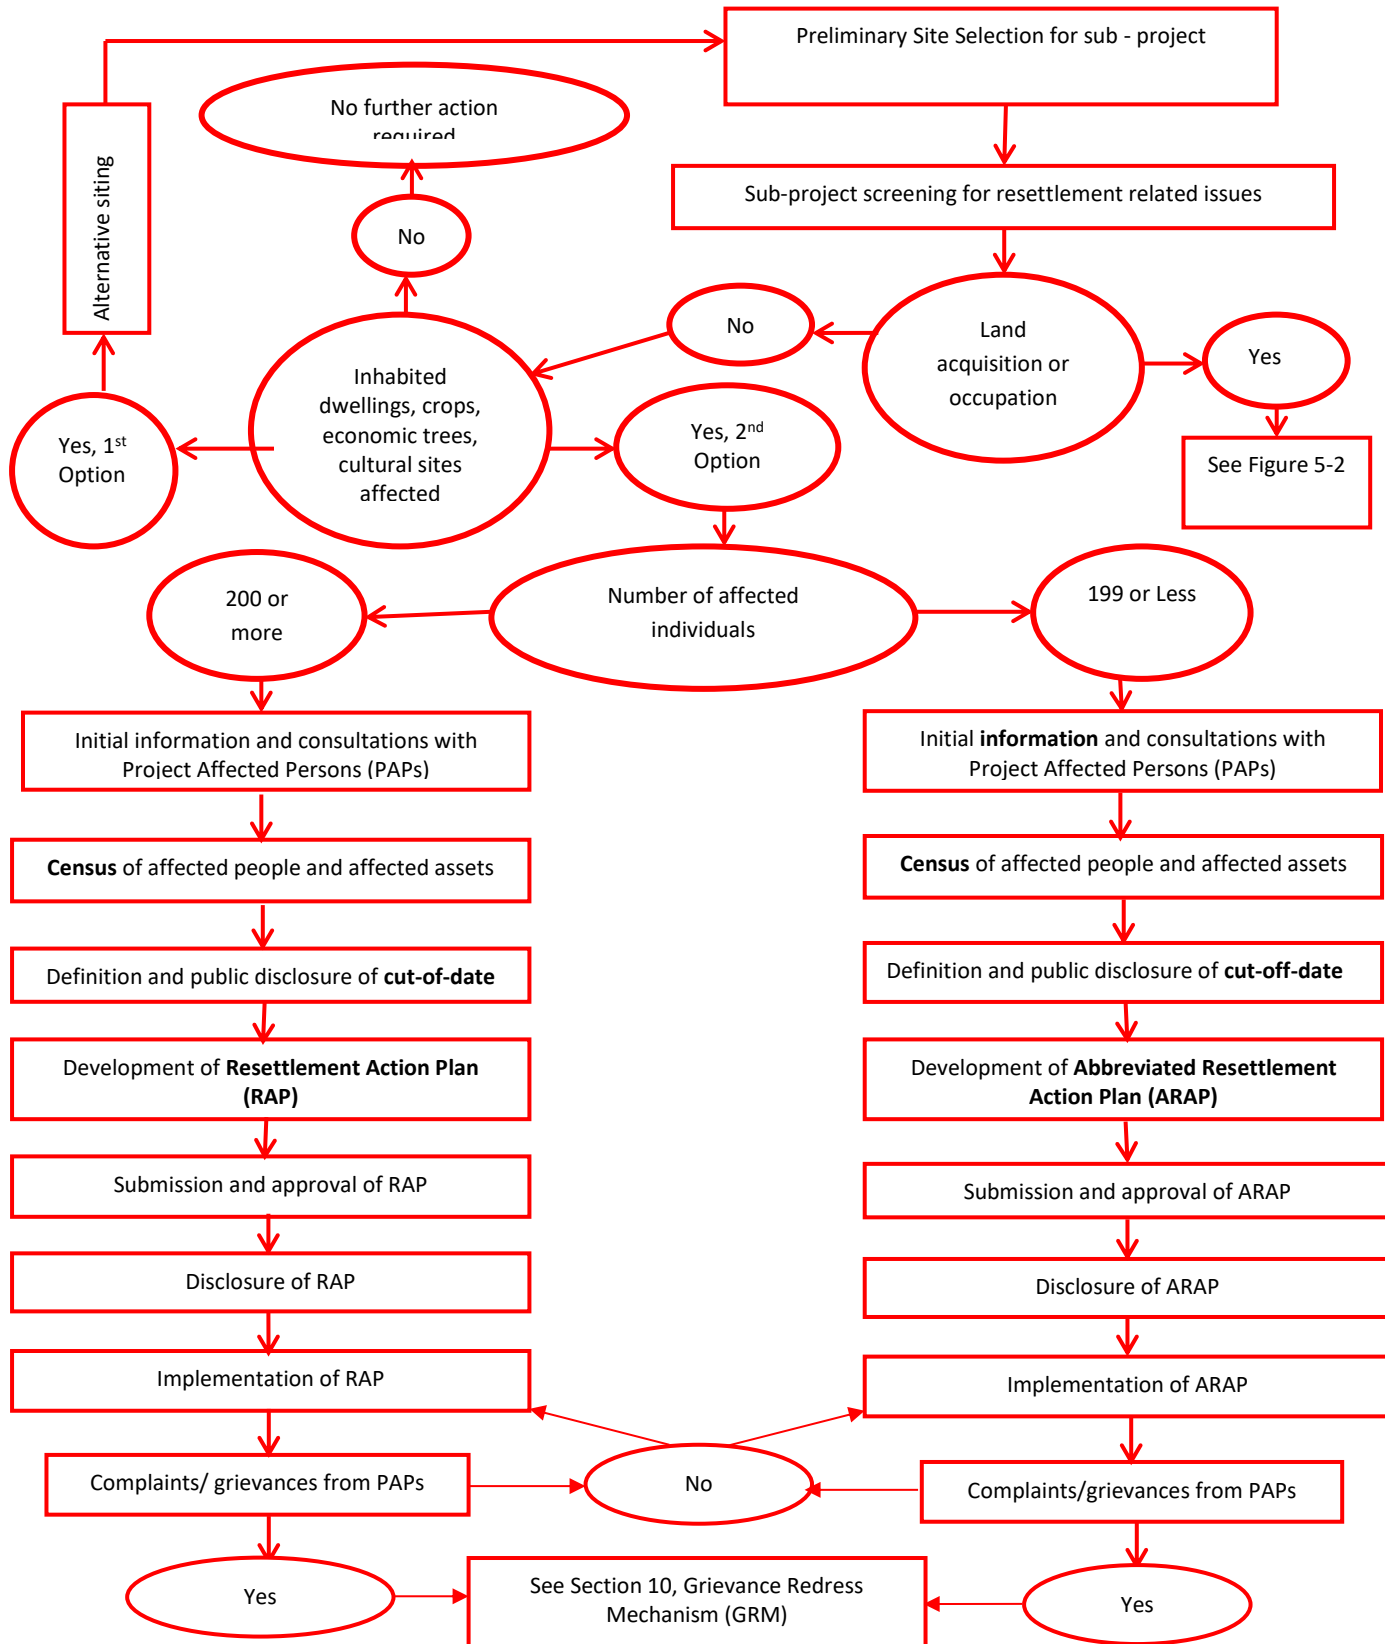 Preliminary Site Selection for sub - project
No further action
required
Alternative siting
Sub-project screening for resettlement related issues
No
No
Land
acquisition or
occupation
Yes
Inhabited
dwellings, crops,
economic trees,
cultural sites
affected
Yes, 1st
Option
Yes, 2nd
Option
See Figure 5-2
200 or
more
Number of affected
individuals
199 or Less
Initial information and consultations with
Project Affected Persons (PAPs)
Initial information and consultations with
Project Affected Persons (PAPs)
Census of affected people and affected assets
Census of affected people and affected assets
Definition and public disclosure of cut-of-date
Definition and public disclosure of cut-off-date
Development of Resettlement Action Plan
(RAP)
Development of Abbreviated Resettlement
Action Plan (ARAP)
Submission and approval of RAP
Submission and approval of ARAP
Disclosure of RAP
Disclosure of ARAP
Implementation of RAP
Implementation of ARAP
Complaints/ grievances from PAPs
No
Complaints/grievances from PAPs
Yes
See Section 10, Grievance Redress
Mechanism (GRM)
Yes